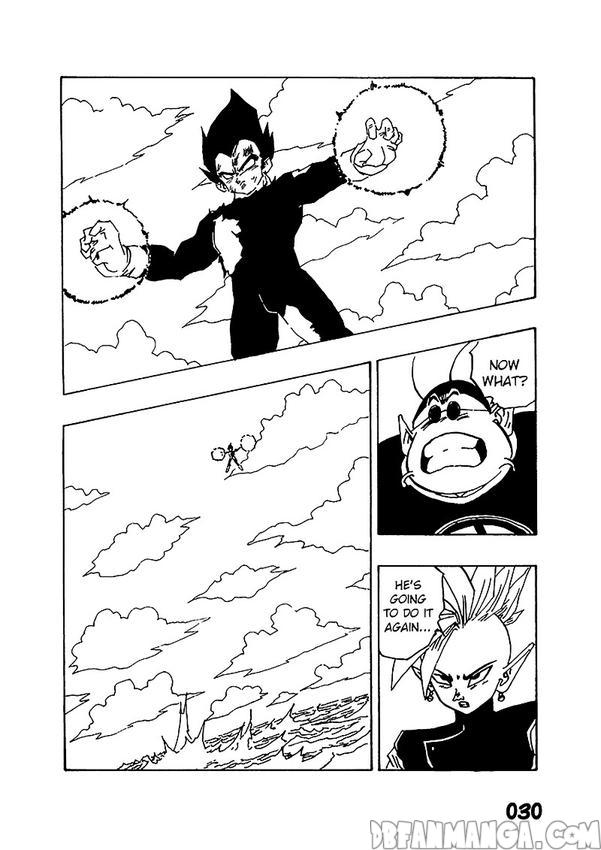 NOW
WHAT?
HE'S
GOING
TO DO IT
AGAIN...
030
DBFANMANGA.COM